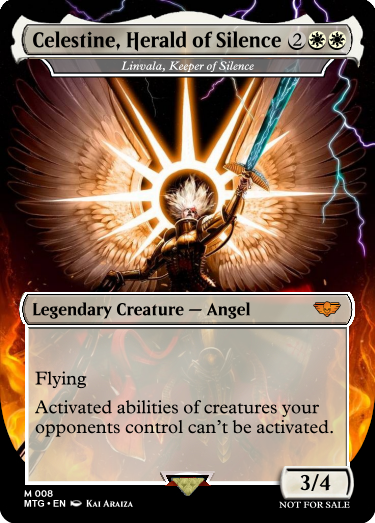 Celestine, Herald of Silence 2
Linvala, Keeper of Silence
Legendary Creature — Angel
Flying
Activated abilities of creatures your
opponents control can't be activated.
3/4
M 008
MTG • EN Kai Araiza
NOT FOR SALE